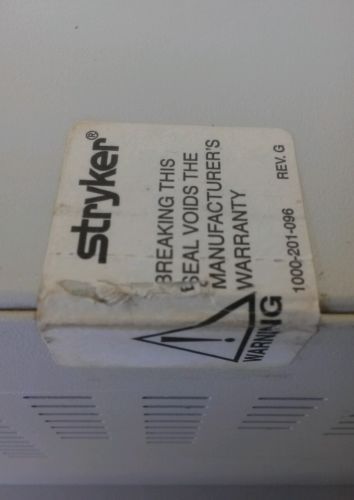 stryker®
BREAKING THIS
SEAL VOIDS THE
MANUFACTURER'S
WARRANTY
WARNING
1000-201-096 REV. G